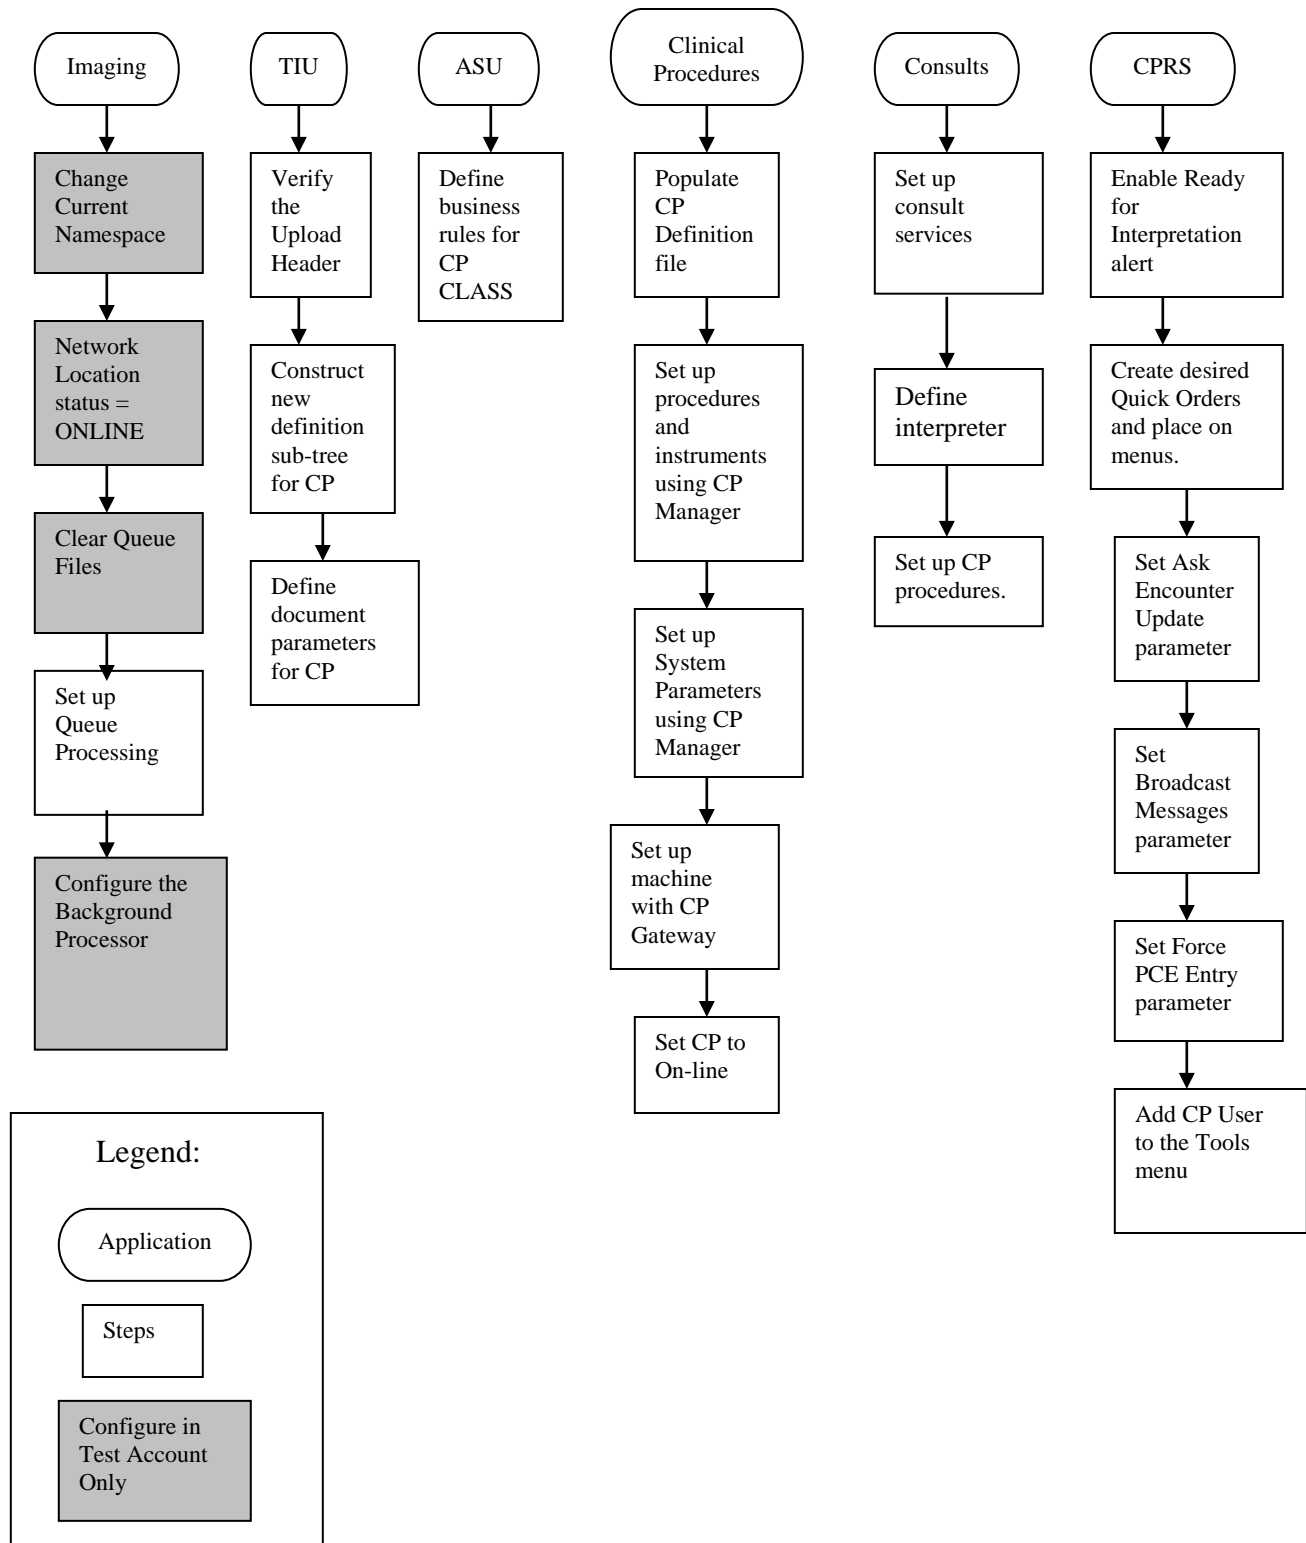 Imaging
Change
Current
Namespace
Network
Location
status =
ONLINE
Clear Queue
Files
Set up
Queue
Processing
Configure the
Background
Processor
TIU
Verify
the
Upload
Header
Construct
new
definition
sub-tree
for CP
Define
document
parameters
for CP
ASU
Define
business
rules for
CP
CLASS
Clinical
Procedures
Populate
CP
Definition
file
Set up
procedures
and
instruments
using CP
Manager
Set up
System
Parameters
using CP
Manager
Set up
machine
with CP
Gateway
Set CP to
On-line
Consults
Set up
consult
services
Define
interpreter
Set up CP
procedures.
CPRS
Enable Ready
for
Interpretation
alert
Create desired
Quick Orders
and place on
menus.
Set Ask
Encounter
Update
parameter
Set
Broadcast
Messages
parameter
Set Force
PCE Entry
parameter
Add CP User
to the Tools
menu
Legend:
Application
Steps
Configure in
Test Account
Only